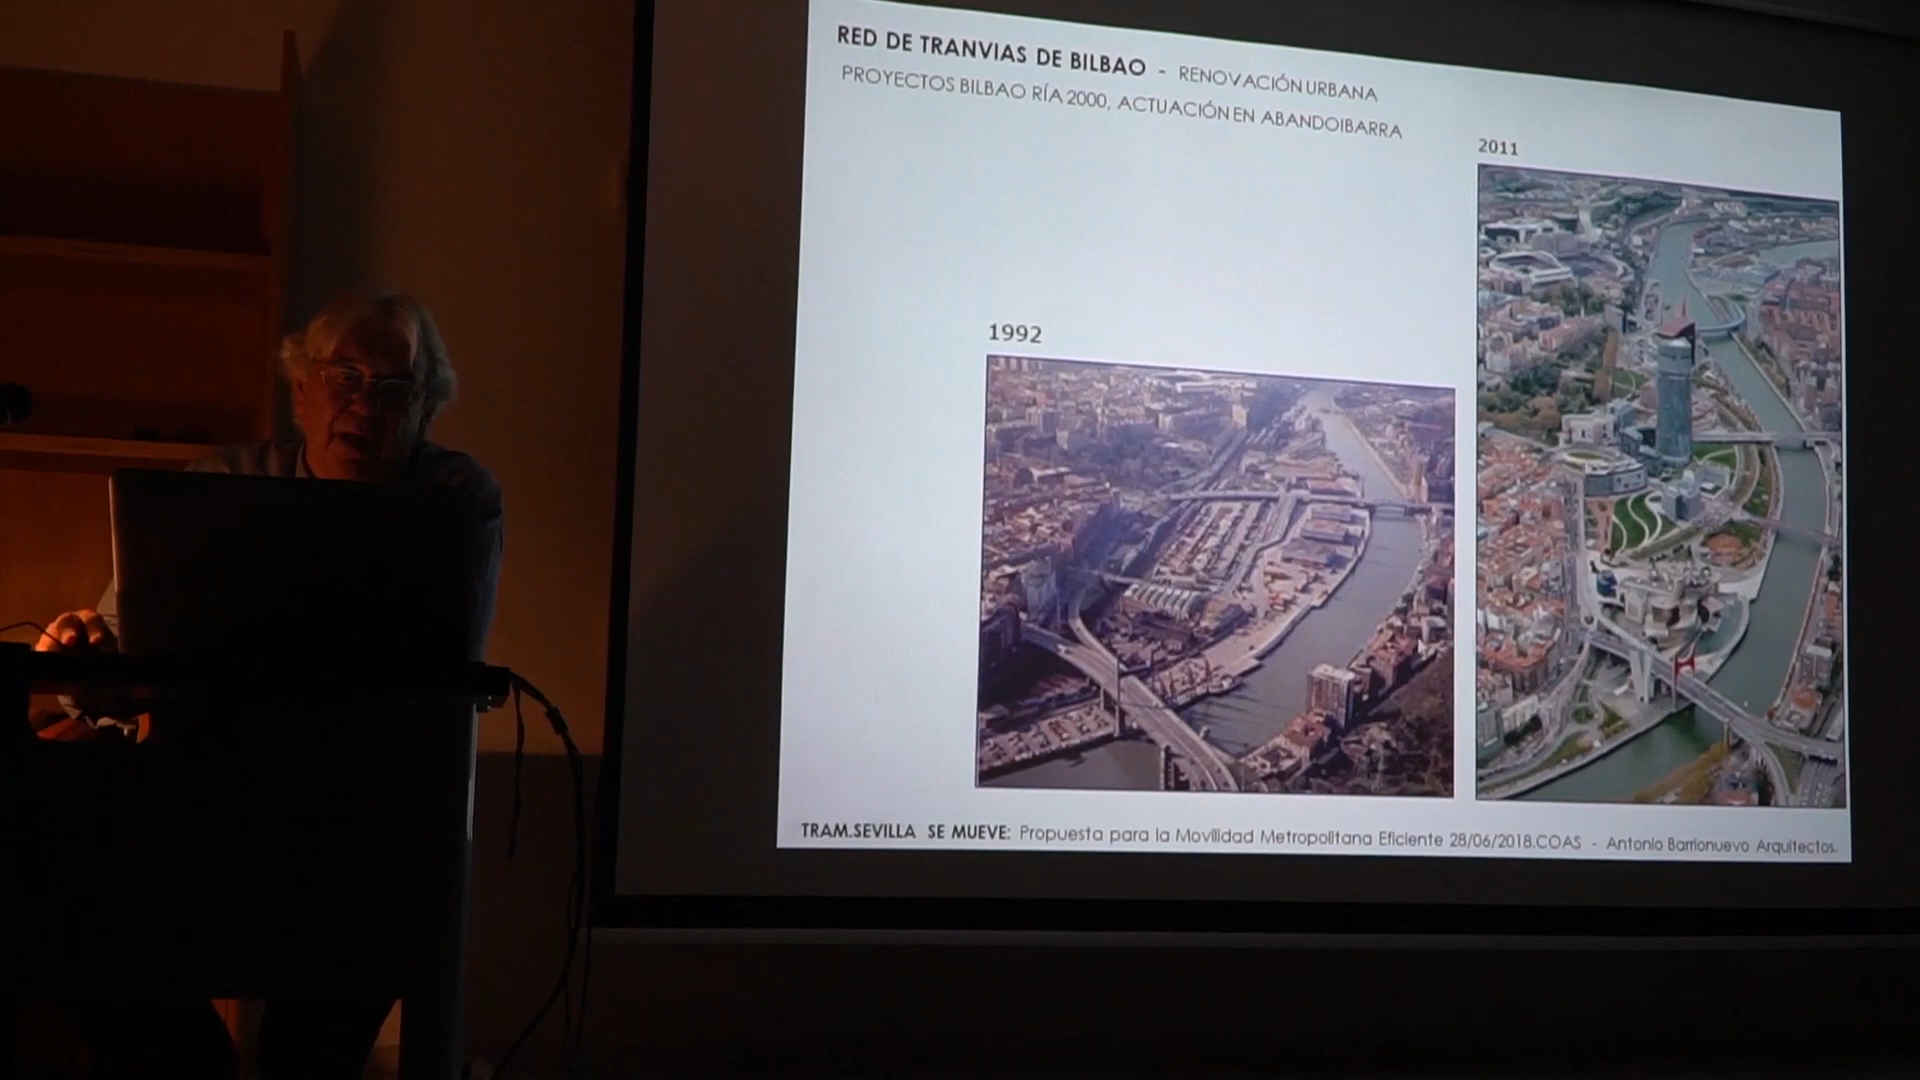 RED DE TRANVIAS DE BILBAO - RENOVACIÓN URBANA
PROYECTOS BILBAO RÍA 2000, ACTUACIÓN EN ABANDOIBARRA
2011
1992
TRAM.SEVILLA SE MUEVE: Propuesta para la Movilidad Metropolitana Eficiente 28/06/2018.COAS - Antonio Barrionuevo Arquitectos.